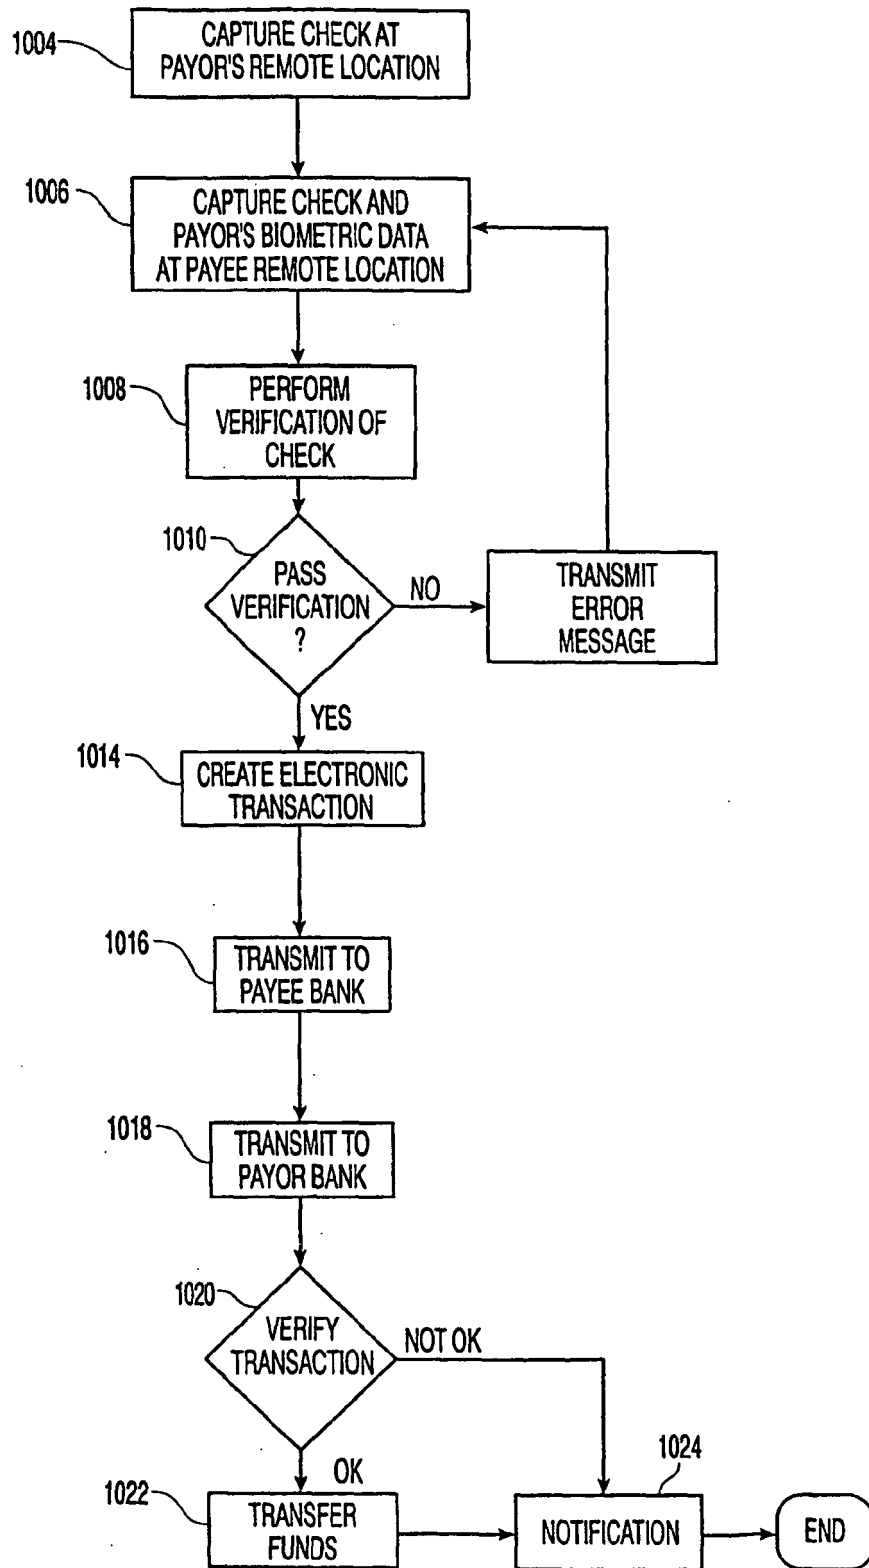 1004
CAPTURE CHECK AT
PAYOR'S REMOTE LOCATION
1006
CAPTURE CHECK AND
PAYOR'S BIOMETRIC DATA
AT PAYEE REMOTE LOCATION
1008
PERFORM
VERIFICATION OF
CHECK
1010
PASS
VERIFICATION
?
NO
TRANSMIT
ERROR
MESSAGE
YES
1014
CREATE ELECTRONIC
TRANSACTION
1016
TRANSMIT TO
PAYEE BANK
1018
TRANSMIT TO
PAYOR BANK
1020
VERIFY
TRANSACTION
NOT OK
OK
1022
TRANSFER
FUNDS
1024
NOTIFICATION
END